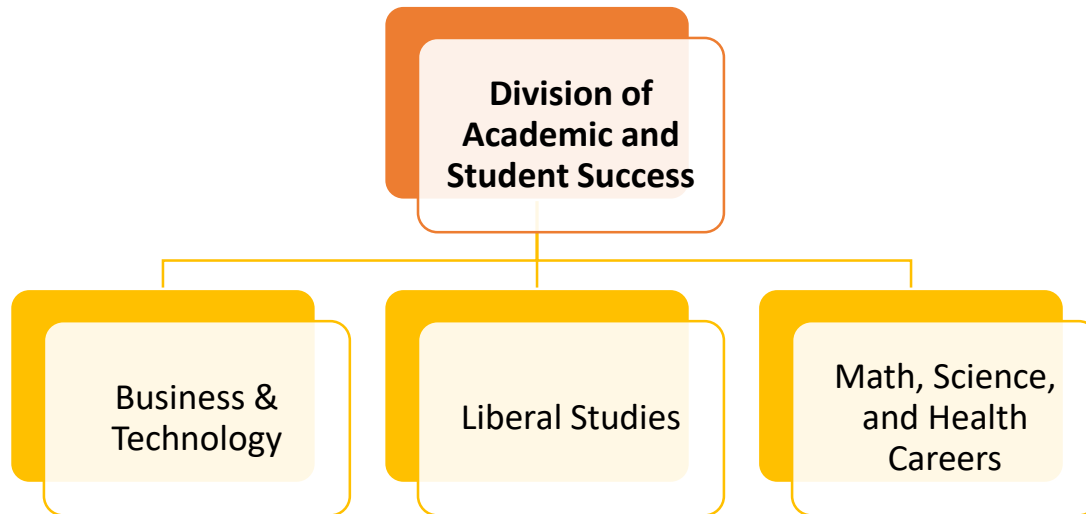 Division of
Academic and
Student Success
Business &
Technology
Liberal Studies
Math, Science,
and Health
Careers